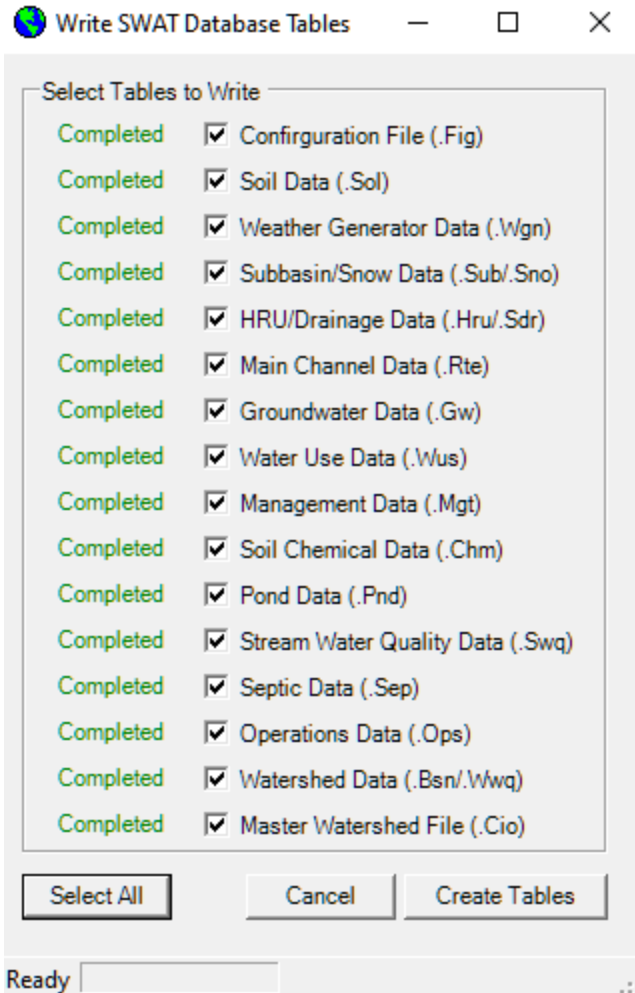 Write SWAT Database Tables
Select Tables to Write
Completed Confirguration File (.Fig)
Completed Soil Data (.Sol)
Completed Weather Generator Data (.Wgn)
Completed Subbasin/Snow Data (.Sub/.Sno)
Completed HRU/Drainage Data (.Hru/.Sdr)
Completed Main Channel Data (.Rte)
Completed Groundwater Data (.Gw)
Completed Water Use Data (.Wus)
Completed Management Data (.Mgt)
Completed Soil Chemical Data (.Chm)
Completed Pond Data (.Pnd)
Completed Stream Water Quality Data (.Swq)
Completed Septic Data (.Sep)
Completed Operations Data (.Ops)
Completed Watershed Data (.Bsn/.Wwq)
Completed Master Watershed File (.Cio)
Select All Cancel Create Tables
Ready